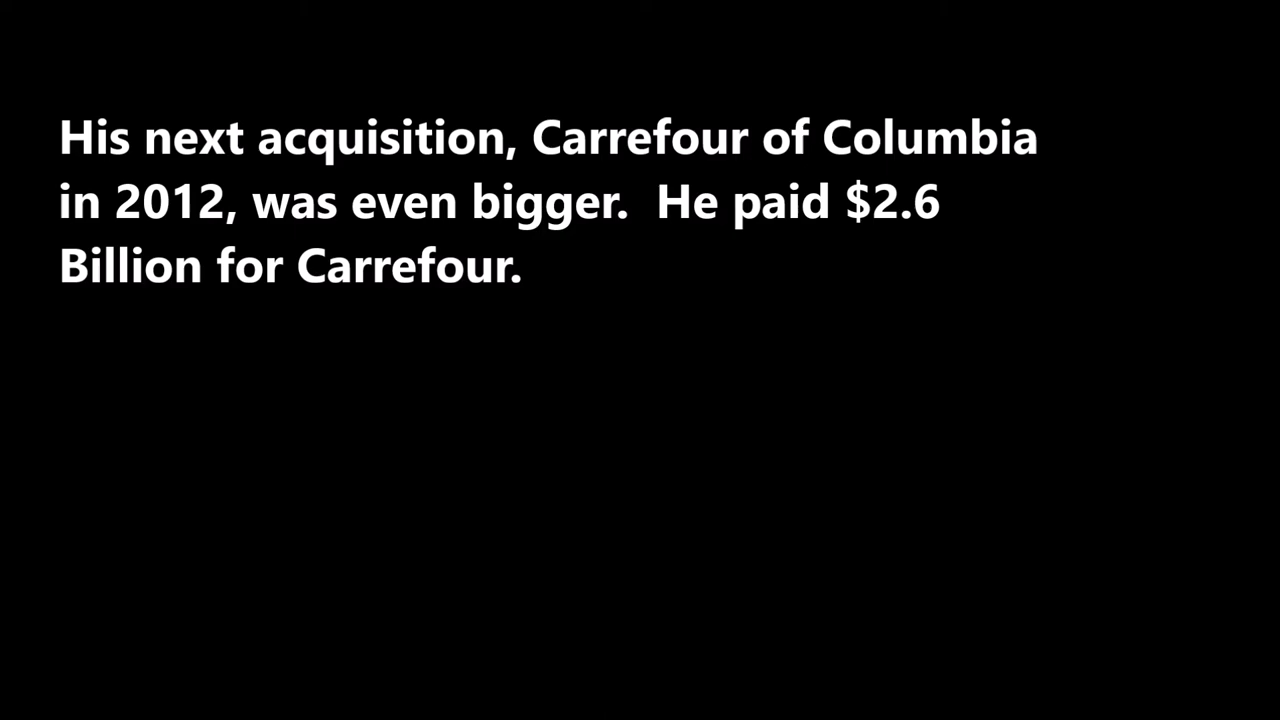 His next acquisition, Carrefour of Columbia
in 2012, was even bigger.  He paid $2.6
Billion for Carrefour.